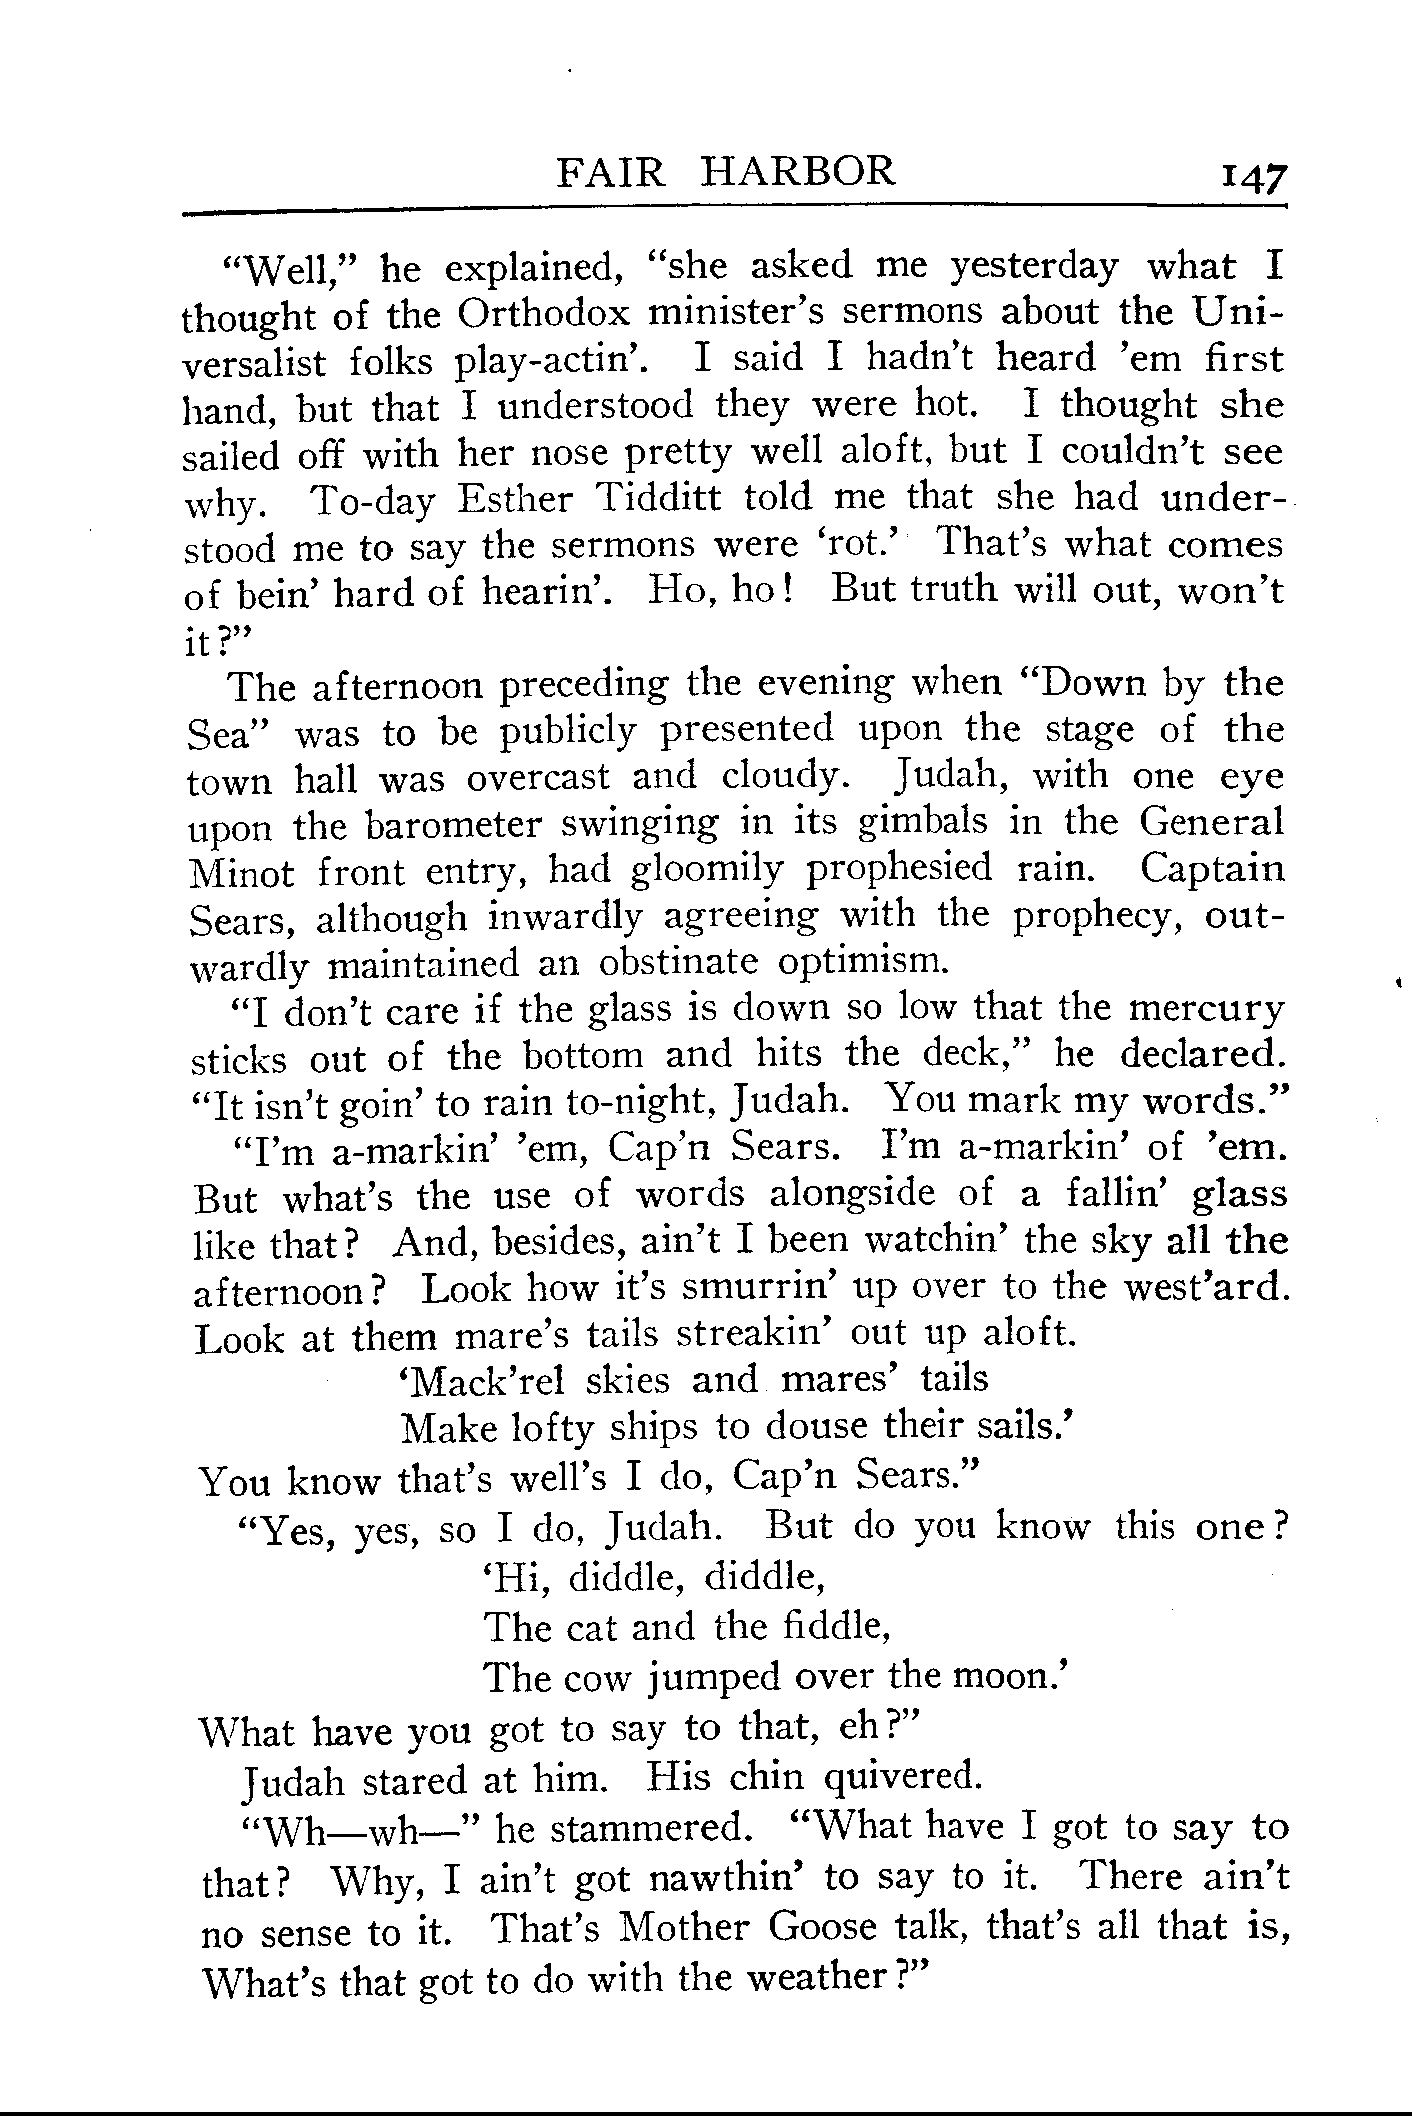 FAIR HARBOR 147
“Well,” he explained, “she asked me yesterday what I
thought of the Orthodox minister’s sermons about the Uni-
versalist folks play-actin’. I said I hadn’t heard ’em first
hand, but that I understood they were hot. I thought she
sailed off with her nose pretty well aloft, but I couldn’t see
why. To-day Esther Tidditt told me that she had under-
stood me to say the sermons were ‘rot.’ That’s what comes
of bein’ hard of hearin’. Ho, ho! But truth will out, won’t
it?”
The afternoon preceding the evening when “Down by the
Sea” was to be publicly presented upon the stage of the
town hall was overcast and cloudy. Judah, with one eye
upon the barometer swinging in its gimbals in the General
Minot front entry, had gloomily prophesied rain. Captain
Sears, although inwardly agreeing with the prophecy, out-
wardly maintained an obstinate optimism.
“I don’t care if the glass is down so low that the mercury
sticks out of the bottom and hits the deck,” he declared.
“It isn’t goin’ to rain to-night, Judah. You mark my words.”
“I’m a-markin’ ’em, Cap’n Sears. I’m a-markin’ of ’em.
But what’s the use of words alongside of a fallin’ glass
like that? And, besides, ain’t I been watchin’ the sky all the
afternoon? Look how it’s smurrin’ up over to the west’ard.
Look at them mare’s tails streakin’ out up aloft.
‘Mack’rel skies and mares’ tails
Make lofty ships to douse their sails.’
You know that’s well’s I do, Cap’n Sears.”
“Yes, yes, so I do, Judah. But do you know this one?
‘Hi, diddle, diddle,
The cat and the fiddle,
The cow jumped over the moon.’
What have you got to say to that, eh?”
Judah stared at him. His chin quivered.
“Wh—wh—” he stammered. “What have I got to say to
that? Why, I ain’t got nawthin’ to say to it. There ain’t
no sense to it. That’s Mother Goose talk, that’s all that is,
What’s that got to do with the weather?”